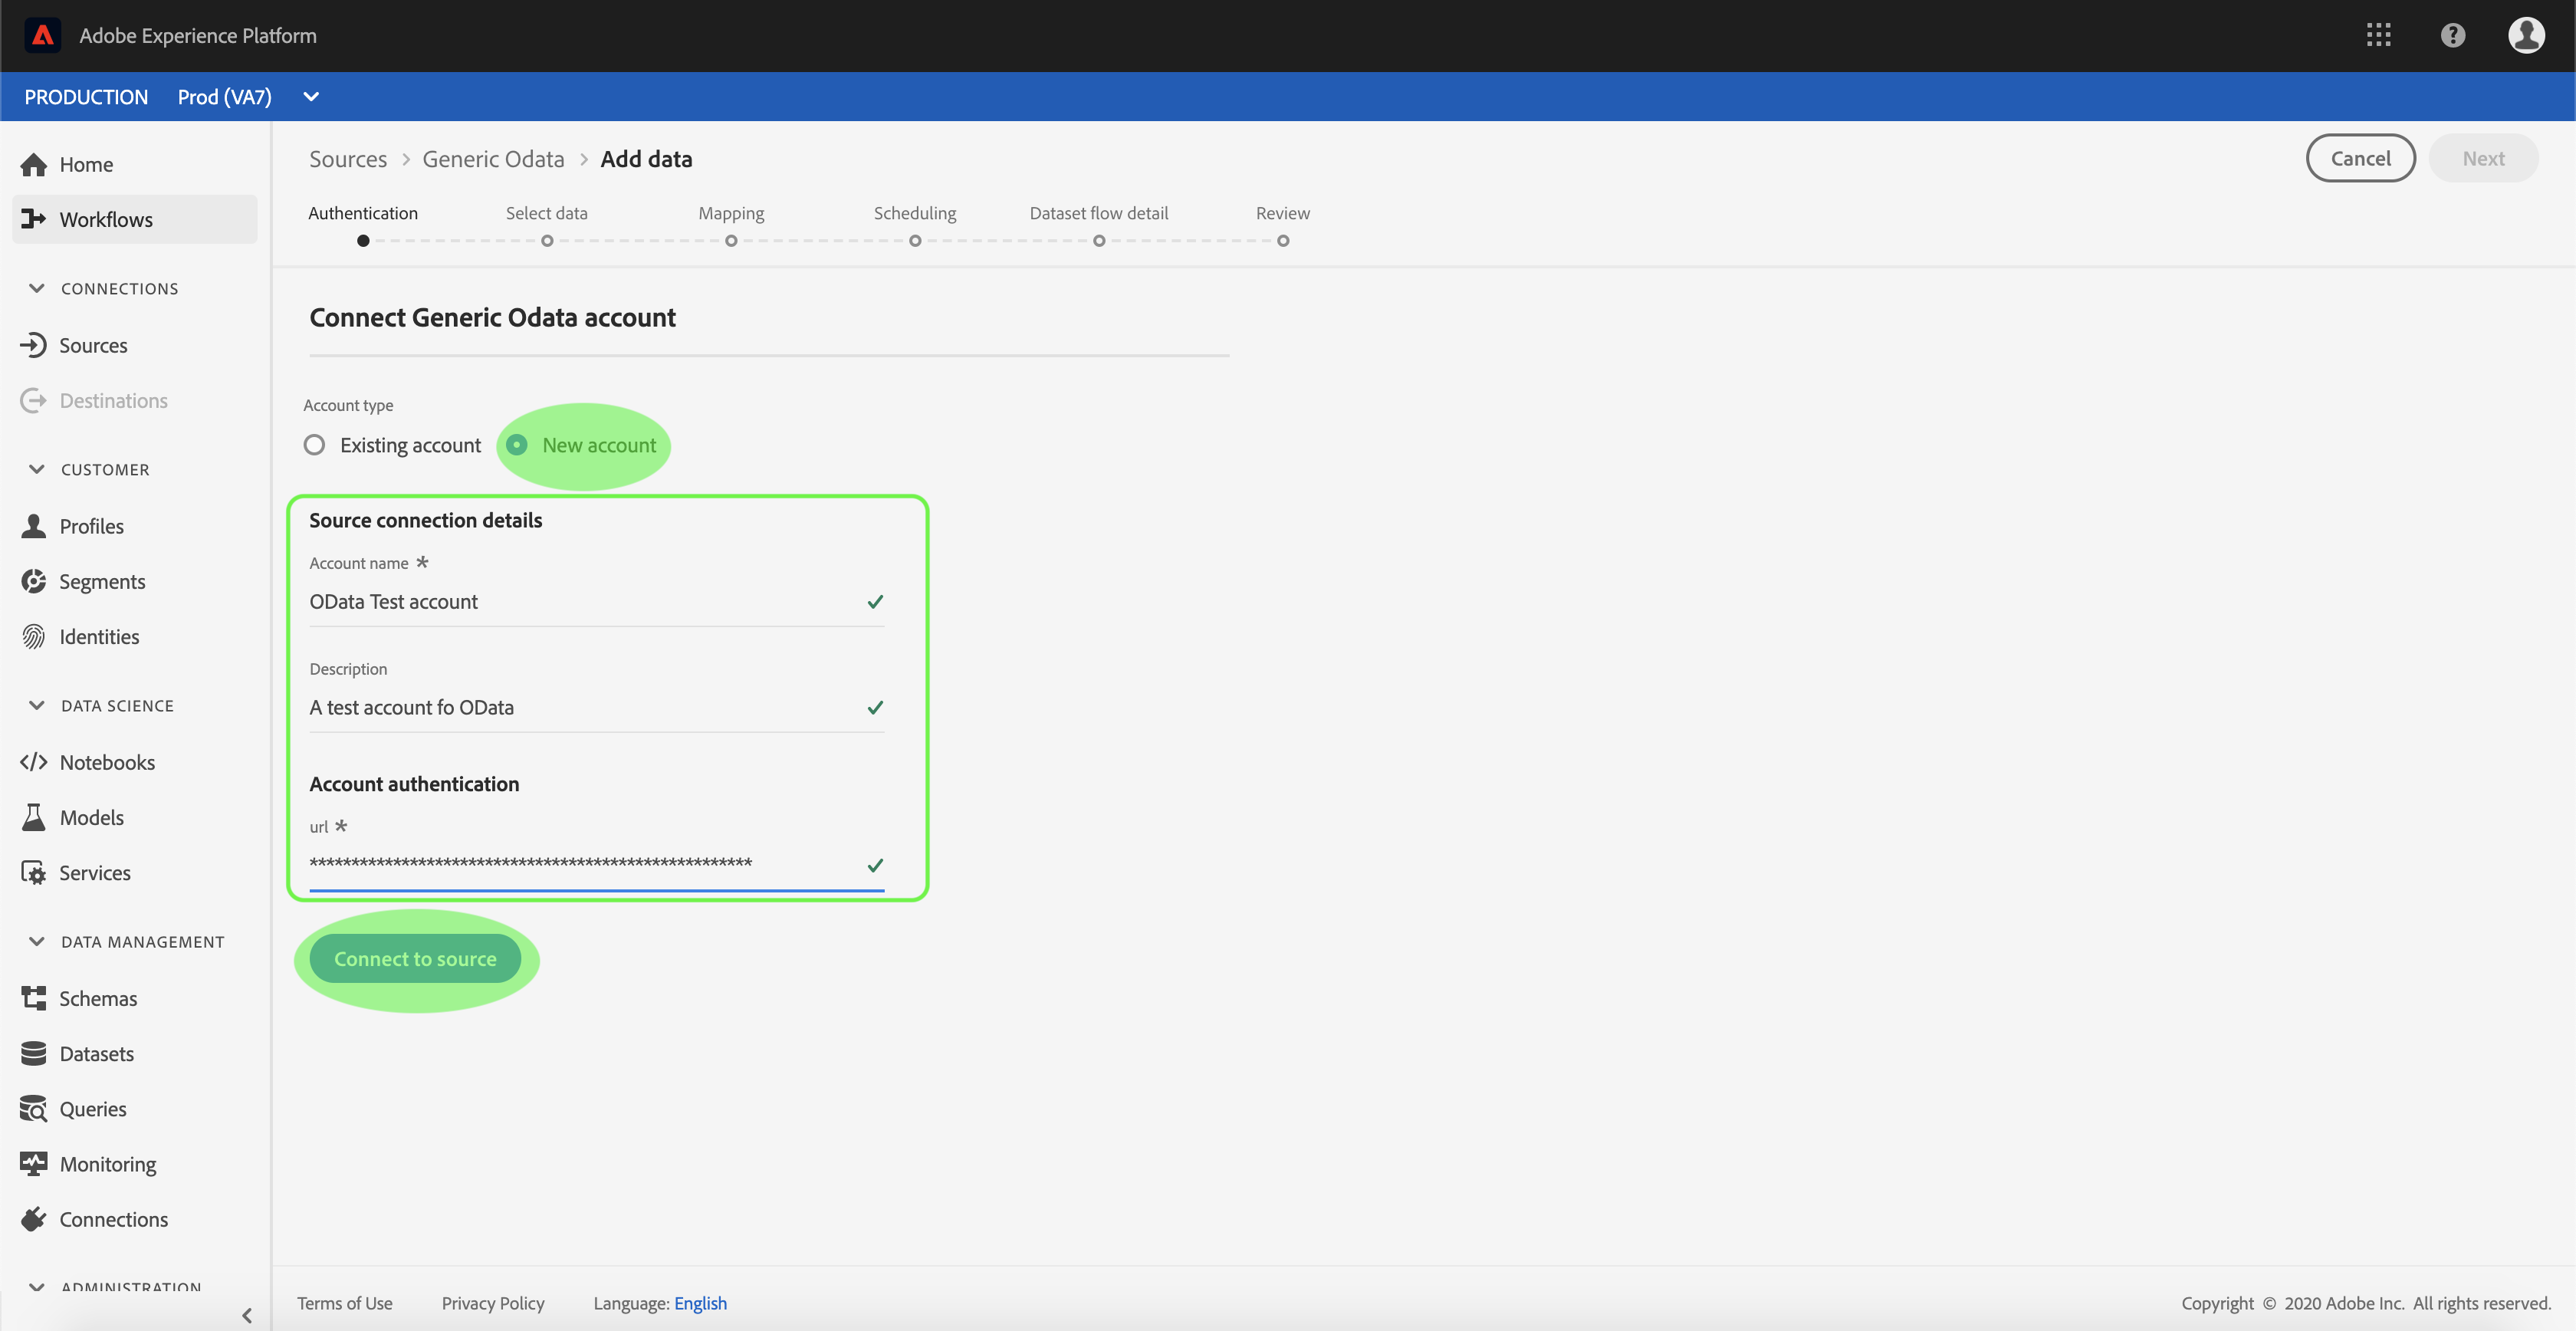 Adobe Experience Platform
PRODUCTION Prod (VA7)
Home
Workflows
CONNECTIONS
Sources
Destinations
CUSTOMER
Profiles
Segments
Identities
DATA SCIENCE
Notebooks
Models
Services
DATA MANAGEMENT
Schemas
Datasets
Queries
Monitoring
Connections
ADMINISTRATION
Sources > Generic Odata > Add data
Cancel Next
Authentication Select data Mapping Scheduling Dataset flow detail Review
Connect Generic Odata account
Account type
Existing account New account
Source connection details
Account name *
OData Test account
Description
A test account fo OData
Account authentication
url *
*****************************************************
Connect to source
Terms of Use Privacy Policy Language: English
Copyright © 2020 Adobe Inc. All rights reserved.